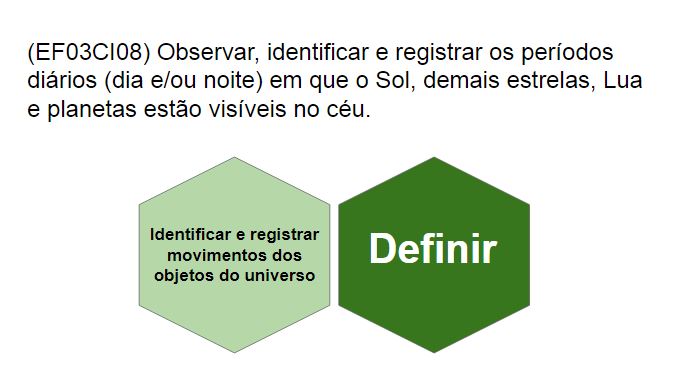 (EF03CI08) Observar, identificar e registrar os períodos
diários (dia e/ou noite) em que o Sol, demais estrelas, Lua
e planetas estão visíveis no céu.
Identificar e registrar
movimentos dos
objetos do universo
Definir